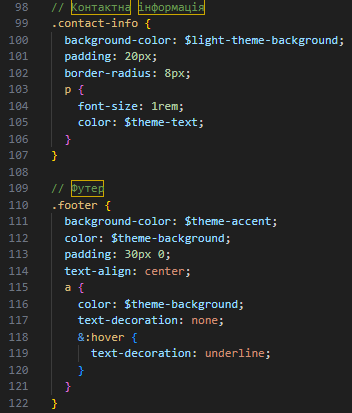 98 // Контактна інформація
99 .contact-info {
100 background-color: $light-theme-background;
101 padding: 20px;
102 border-radius: 8px;
103 p {
104 font-size: 1rem;
105 color: $theme-text;
106 }
107 }
108
109 // Футер
110 .footer {
111 background-color: $theme-accent;
112 color: $theme-background;
113 padding: 30px 0;
114 text-align: center;
115 a {
116 color: $theme-background;
117 text-decoration: none;
118 &:hover {
119 text-decoration: underline;
120 }
121 }
122 }